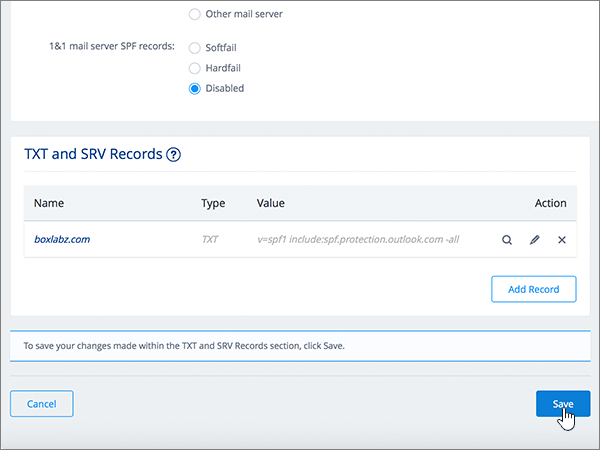 Other mail server
1&1 mail server SPF records: Softfail
Hardfail
Disabled
TXT and SRV Records ?
Name Type Value Action
boxlabz.com TXT v=spf1 include:spf.protection.outlook.com -all
Add Record
To save your changes made within the TXT and SRV Records section, click Save.
Cancel Save